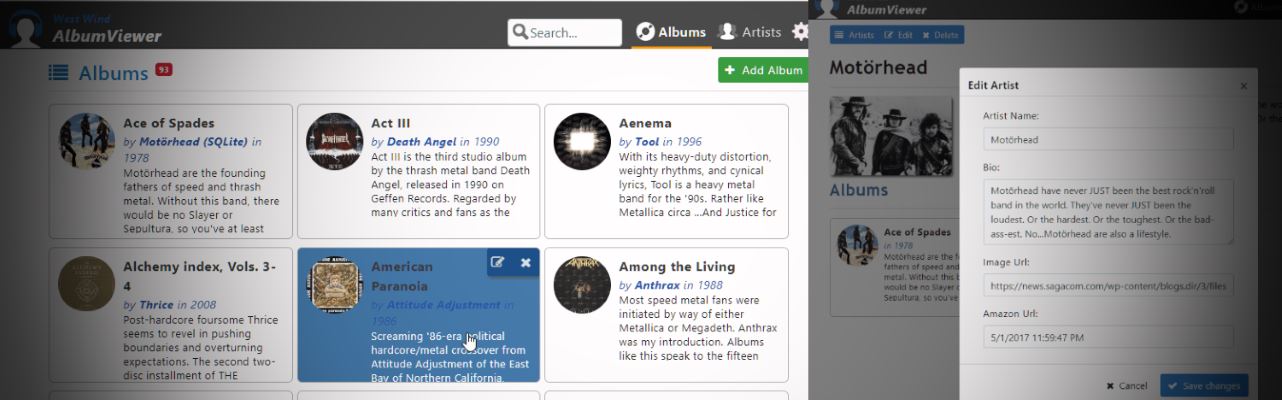 West Wind
AlbumViewer
Search...
Albums
Artists
Albums 93
Add Album
Ace of Spades
by Motörhead (SQLite) in
1978
Motörhead are the founding
fathers of speed and thrash
metal. Without this band, there
would be no Slayer or
Sepultura, so you've at least
Act III
by Death Angel in 1990
Act III is the third studio album
by the thrash metal band Death
Angel, released in 1990 on
Geffen Records. Regarded by
many critics and fans as the
Aenema
by Tool in 1996
With its heavy-duty distortion,
weighty rhythms, and cynical
lyrics, Tool is a heavy metal
band for the '90s. Rather like
Metallica circa ...And Justice for
Alchemy index, Vols. 3-
4
by Thrice in 2008
Post-hardcore foursome Thrice
seems to revel in pushing
boundaries and overturning
expectations. The second two-
disc installment of THE
American
Paranoia
by Attitude Adjustment in
1986
Screaming '86-era political
hardcore/metal crossover from
Attitude Adjustment of the East
Bay of Northern California.
Among the Living
by Anthrax in 1988
Most speed metal fans were
initiated by way of either
Metallica or Megadeth. Anthrax
was my introduction. Albums
like this speak to the fifteen
AlbumViewer
Artists Edit Delete
Motörhead
Albums
Ace of Spades
in 1978
Motörhead are the
fathers of speed and
metal. Without this b
would be no Slayer or
Sepultura, so you've
Edit Artist
Artist Name:
Motörhead
Bio:
Motörhead have never JUST been the best rock'n'roll
band in the world. They've never JUST been the
loudest. Or the hardest. Or the toughest. Or the bad-
ass-est. No...Motörhead are also a lifestyle.
Image Url:
https://news.sagacom.com/wp-content/blogs.dir/3/files
Amazon Url:
5/1/2017 11:59:47 PM
Cancel
Save changes